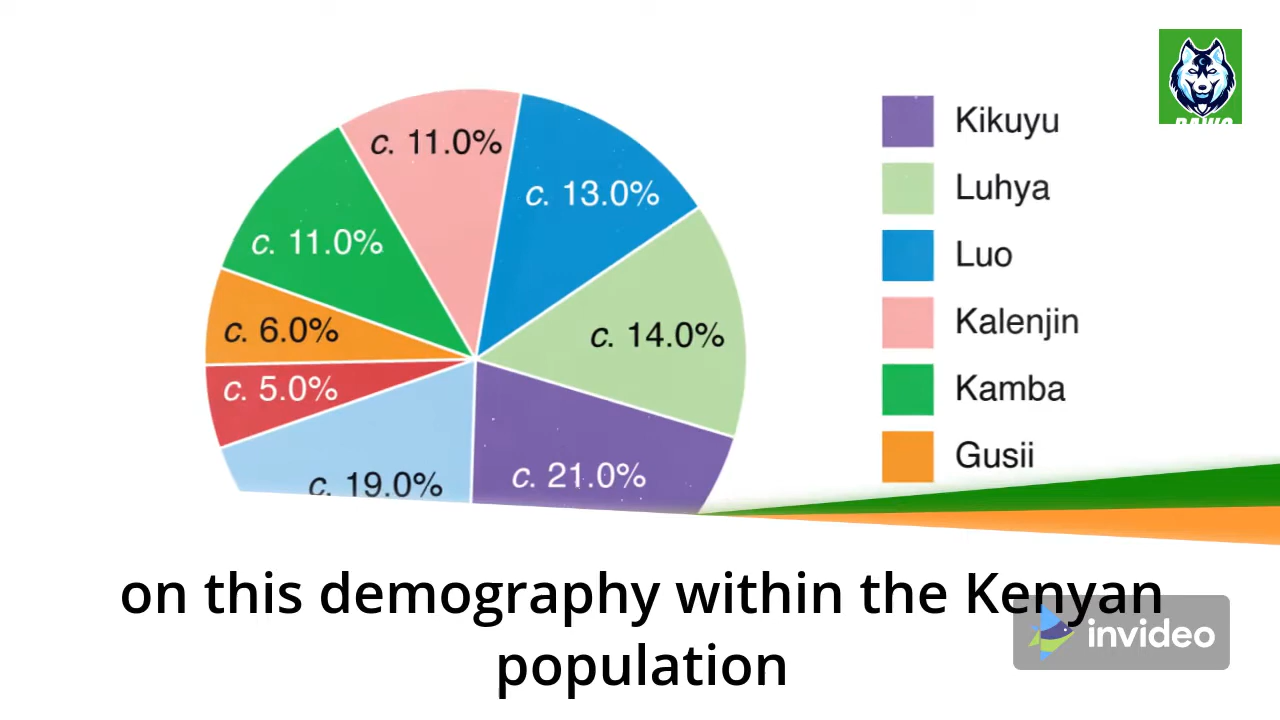 c. 11.0%
c. 13.0%
c. 11.0%
c. 14.0%
c. 6.0%
c. 5.0%
c. 19.0%
c. 21.0%
Kikuyu
Luhya
Luo
Kalenjin
Kamba
Gusii
on this demography within the Kenyan
population
invideo